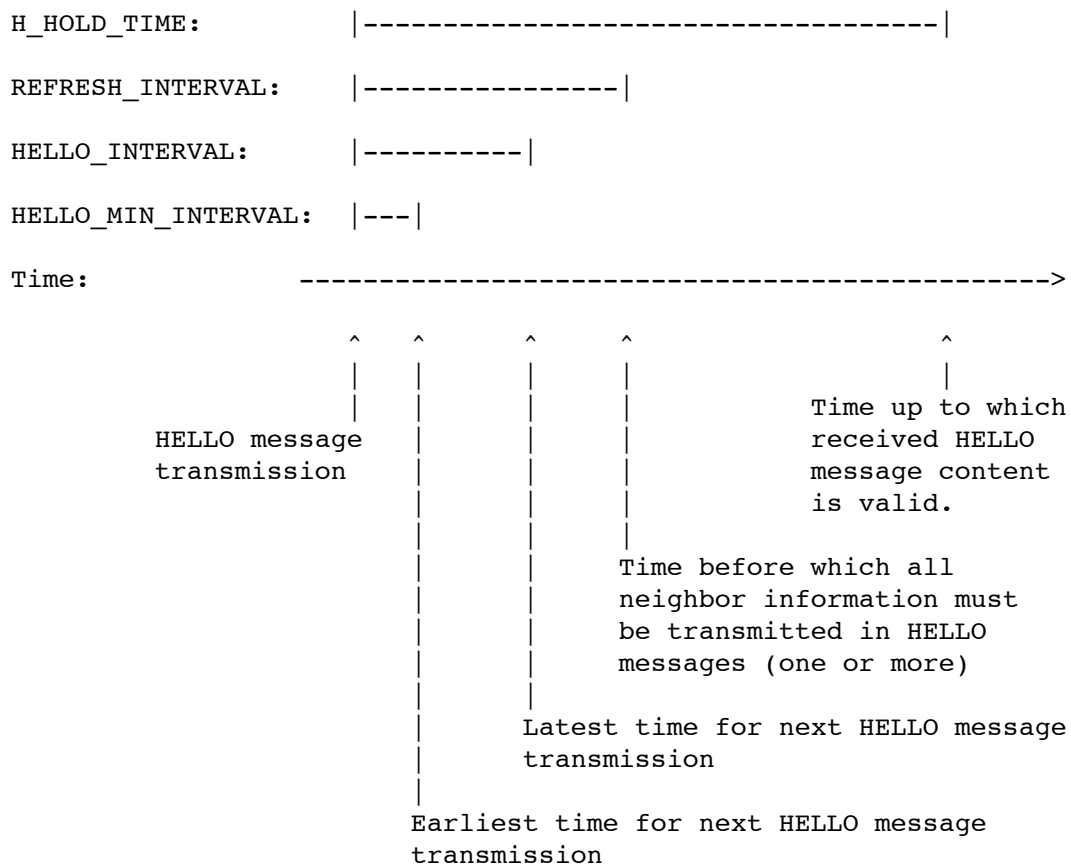 H_HOLD_TIME:         |------------------------------------|
REFRESH_INTERVAL:    |----------------|
HELLO_INTERVAL:      |----------|
HELLO_MIN_INTERVAL:  |---|
Time:             ----------------------------------------------->
^   ^      ^     ^                   ^
|   |      |     |                   |
|   |      |     |           Time up to which
HELLO message   |      |     |           received HELLO
transmission    |      |     |           message content
|      |     |           is valid.
|      |     |
|      |     Time before which all
|      |     neighbor information must
|      |     be transmitted in HELLO
|      |     messages (one or more)
|      |
|      Latest time for next HELLO message
|      transmission
|
Earliest time for next HELLO message
transmission